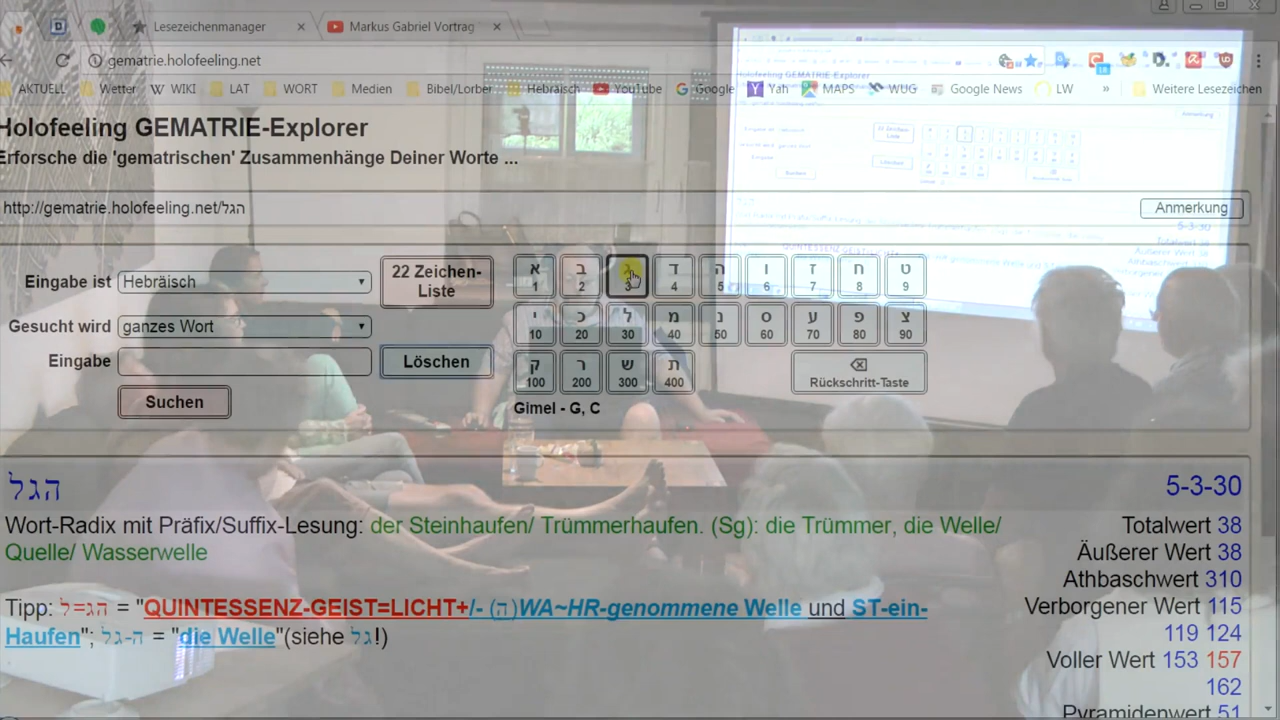 Lesezeichenmanager × Markus Gabriel Vortrag ×
gematrie.holofeeling.net
18
AKTUELL Wetter W WIKI LAT WORT Medien Bibel/Lorber Hebräisch YouTube Google Yah MAPS WUG Google News LW » Weitere Lesezeichen
Holofeeling GEMATRIE-Explorer
Erforsche die 'gematrischen' Zusammenhänge Deiner Worte ...
http://gematrie.holofeeling.net/הגל
Anmerkung
Eingabe ist Hebräisch
22 Zeichen-
Liste
Gesucht wird ganzes Wort
Eingabe
Löschen
Suchen
א ב ג ד ה ו ז ח ט
1 2 3 4 5 6 7 8 9
י כ ל מ נ ס ע פ צ
10 20 30 40 50 60 70 80 90
ק ר ש ת
100 200 300 400 Rückschritt-Taste
Gimel - G, C
הגל
5-3-30
Wort-Radix mit Präfix/Suffix-Lesung: der Steinhaufen/ Trümmerhaufen. (Sg): die Trümmer, die Welle/
Quelle/ Wasserwelle
Tipp: הג=ל = "QUINTESSENZ-GEIST=LICHT+/- (ה)WA~HR-genommene Welle und ST-ein-
Haufen"; ה-גל = "die Welle"(siehe גל!)
Totalwert 38
Äußerer Wert 38
Athbaschwert 310
Verborgener Wert 115
119 124
Voller Wert 153 157
162
Pyramidenwert 51